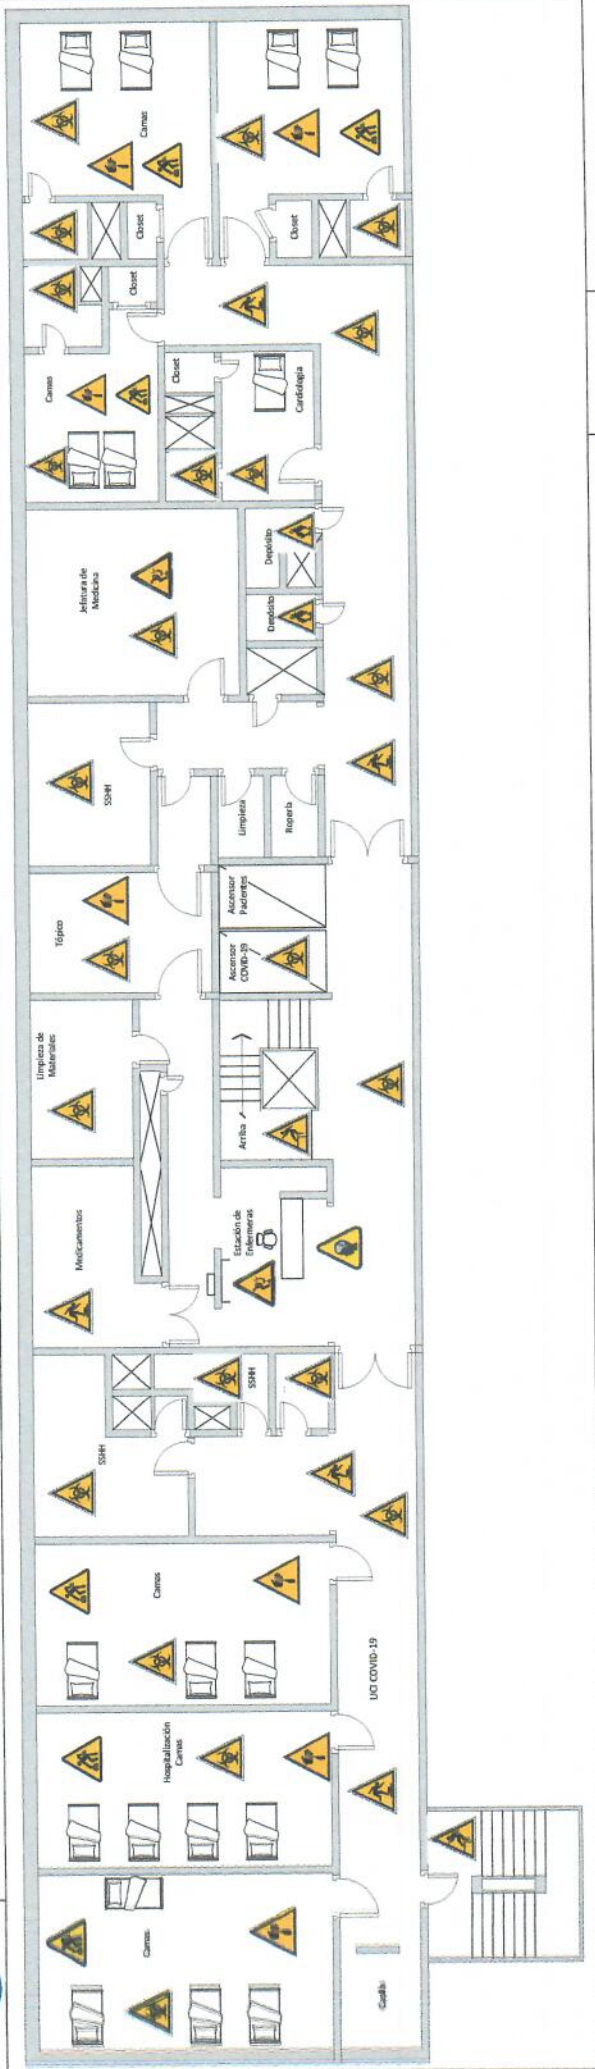 Camas
Closet
Closet
Closet
Camas
Closet
Cardiología
Jefatura de
Medicina
Depósito
Depósito
SSHH
Limpieza
Ropería
Tópico
Ascensor
Pacientes
Ascensor
COVID-19
Limpieza de
Materiales
Arriba
Medicamentos
Estación de
Enfermeras
SSHH
SSHH
Camas
UCI COVID-19
Hospitalización
Camas
Camas